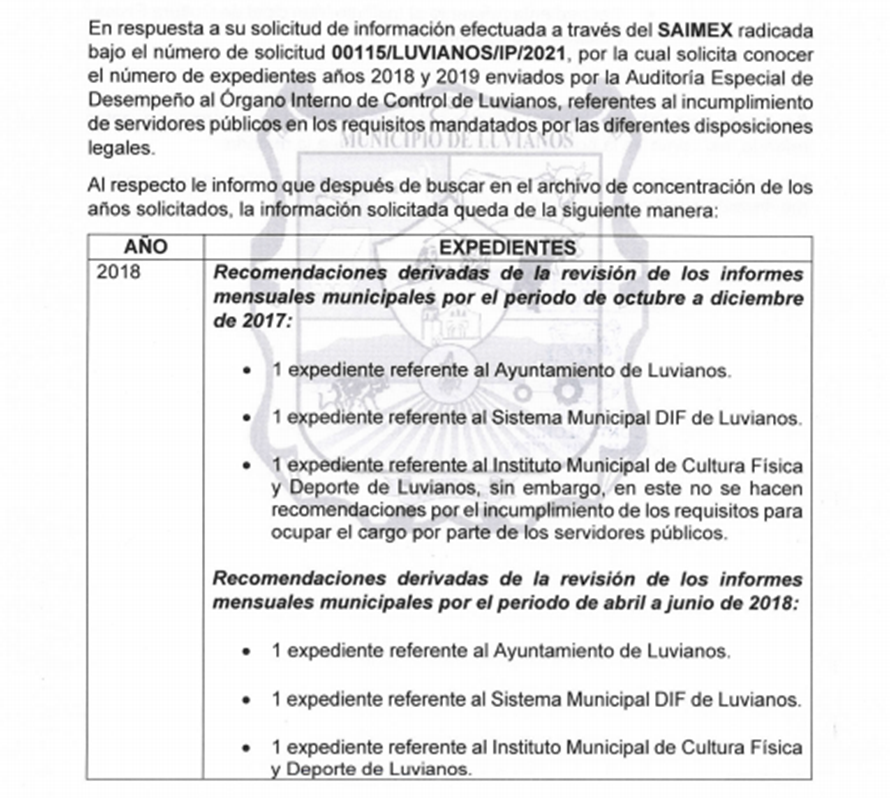 En respuesta a su solicitud de información efectuada a través del SAIMEX radicada
bajo el número de solicitud 00115/LUVIANOS/IP/2021, por la cual solicita conocer
el número de expedientes años 2018 y 2019 enviados por la Auditoría Especial de
Desempeño al Órgano Interno de Control de Luvianos, referentes al incumplimiento
de servidores públicos en los requisitos mandatados por las diferentes disposiciones
legales.
MUNICIPIO DE LUVIANOS
Al respecto le informo que después de buscar en el archivo de concentración de los
años solicitados, la información solicitada queda de la siguiente manera:
AÑO EXPEDIENTES
2018 Recomendaciones derivadas de la revisión de los informes
mensuales municipales por el periodo de octubre a diciembre
de 2017:
• 1 expediente referente al Ayuntamiento de Luvianos.
• 1 expediente referente al Sistema Municipal DIF de Luvianos.
• 1 expediente referente al Instituto Municipal de Cultura Física
y Deporte de Luvianos, sin embargo, en este no se hacen
recomendaciones por el incumplimiento de los requisitos para
ocupar el cargo por parte de los servidores públicos.
Recomendaciones derivadas de la revisión de los informes
mensuales municipales por el periodo de abril a junio de 2018:
• 1 expediente referente al Ayuntamiento de Luvianos.
• 1 expediente referente al Sistema Municipal DIF de Luvianos.
• 1 expediente referente al Instituto Municipal de Cultura Física
y Deporte de Luvianos.